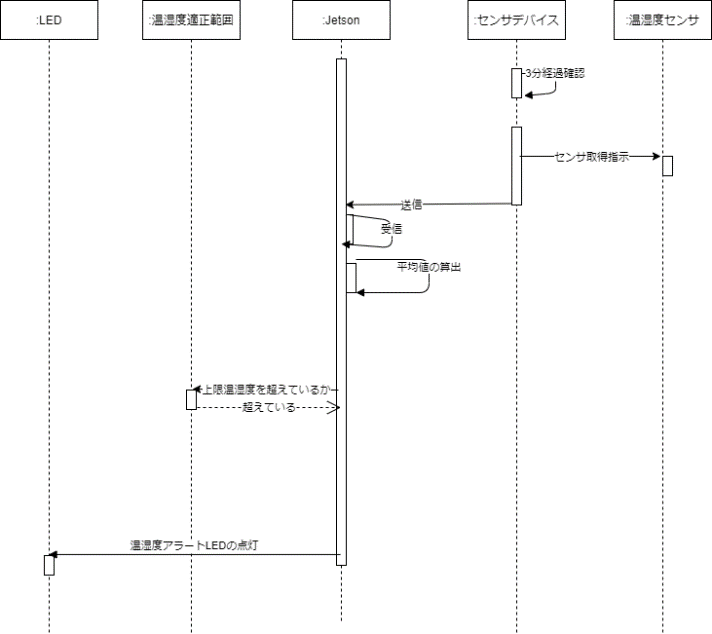 :LED
:温湿度適正範囲
:Jetson
:センサデバイス
:温湿度センサ
3分経過確認
センサ取得指示
送信
受信
平均値の算出
上限温湿度を超えているか
超えている
温湿度アラートLEDの点灯